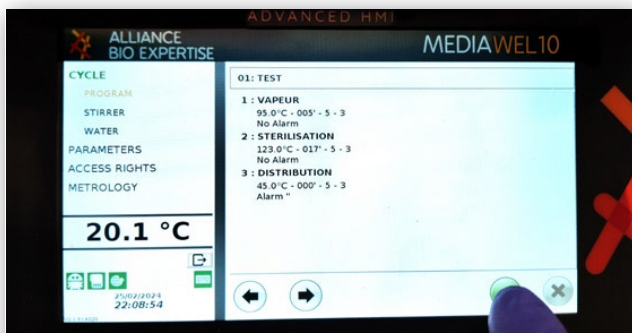 ADVANCED HMI
ALLIANCE
BIO EXPERTISE
MEDIAWEL10
CYCLE
PROGRAM
STIRRER
WATER
PARAMETERS
ACCESS RIGHTS
METROLOGY
20.1 °C
25/02/2024
22:08:54
01: TEST
1 : VAPEUR
95.0°C - 005' - 5 - 3
No Alarm
2 : STERILISATION
123.0°C - 017' - 5 - 3
No Alarm
3 : DISTRIBUTION
45.0°C - 000' - 5 - 3
Alarm "